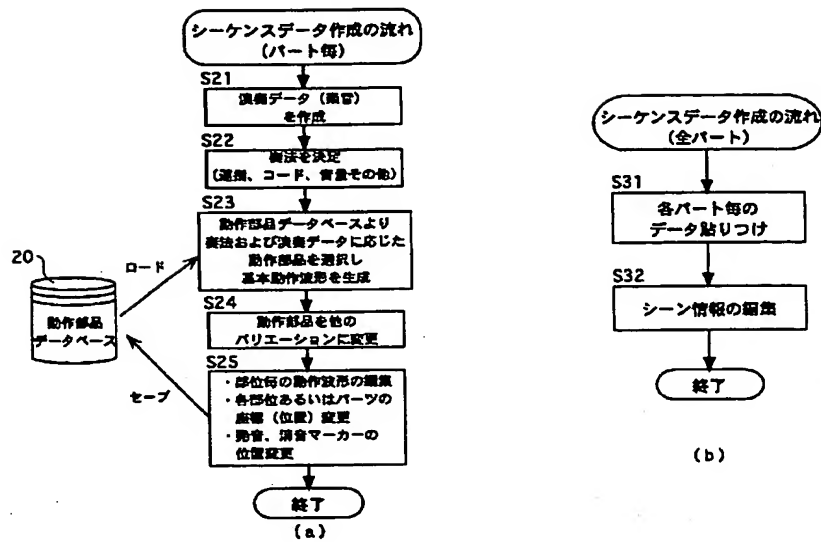 シーケンスデータ作成の流れ
(パート毎)
S21
演奏データ(楽音)
を作成
S22
奏法を決定
(運指、コード、音量その他)
S23
動作部品データベースより
奏法および演奏データに応じた
動作部品を選択し
基本動作波形を生成
20
ロード
動作部品
データベース
セーブ
S24
動作部品を他の
バリエーションに変更
S25
・部位毎の動作波形の編集
・各部位あるいはパーツの
座標(位置)変更
・発音、消音マーカーの
位置変更
終了
(a)
シーケンスデータ作成の流れ
(全パート)
S31
各パート毎の
データ貼りつけ
S32
シーン情報の編集
終了
(b)